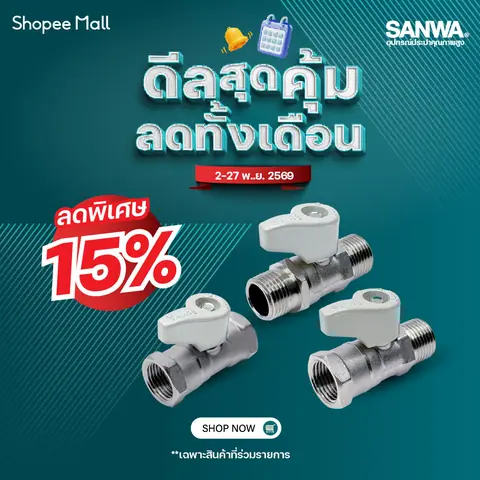 Shopee Mall
SANWA®
อุปกรณ์ประปาคุณภาพสูง
ดีลสุดคุ้ม
ลดทั้งเดือน
2-27 พ..ย. 2569
ลดพิเศษ
15%
SHOP NOW
**เฉพาะสินค้าที่ร่วมรายการ